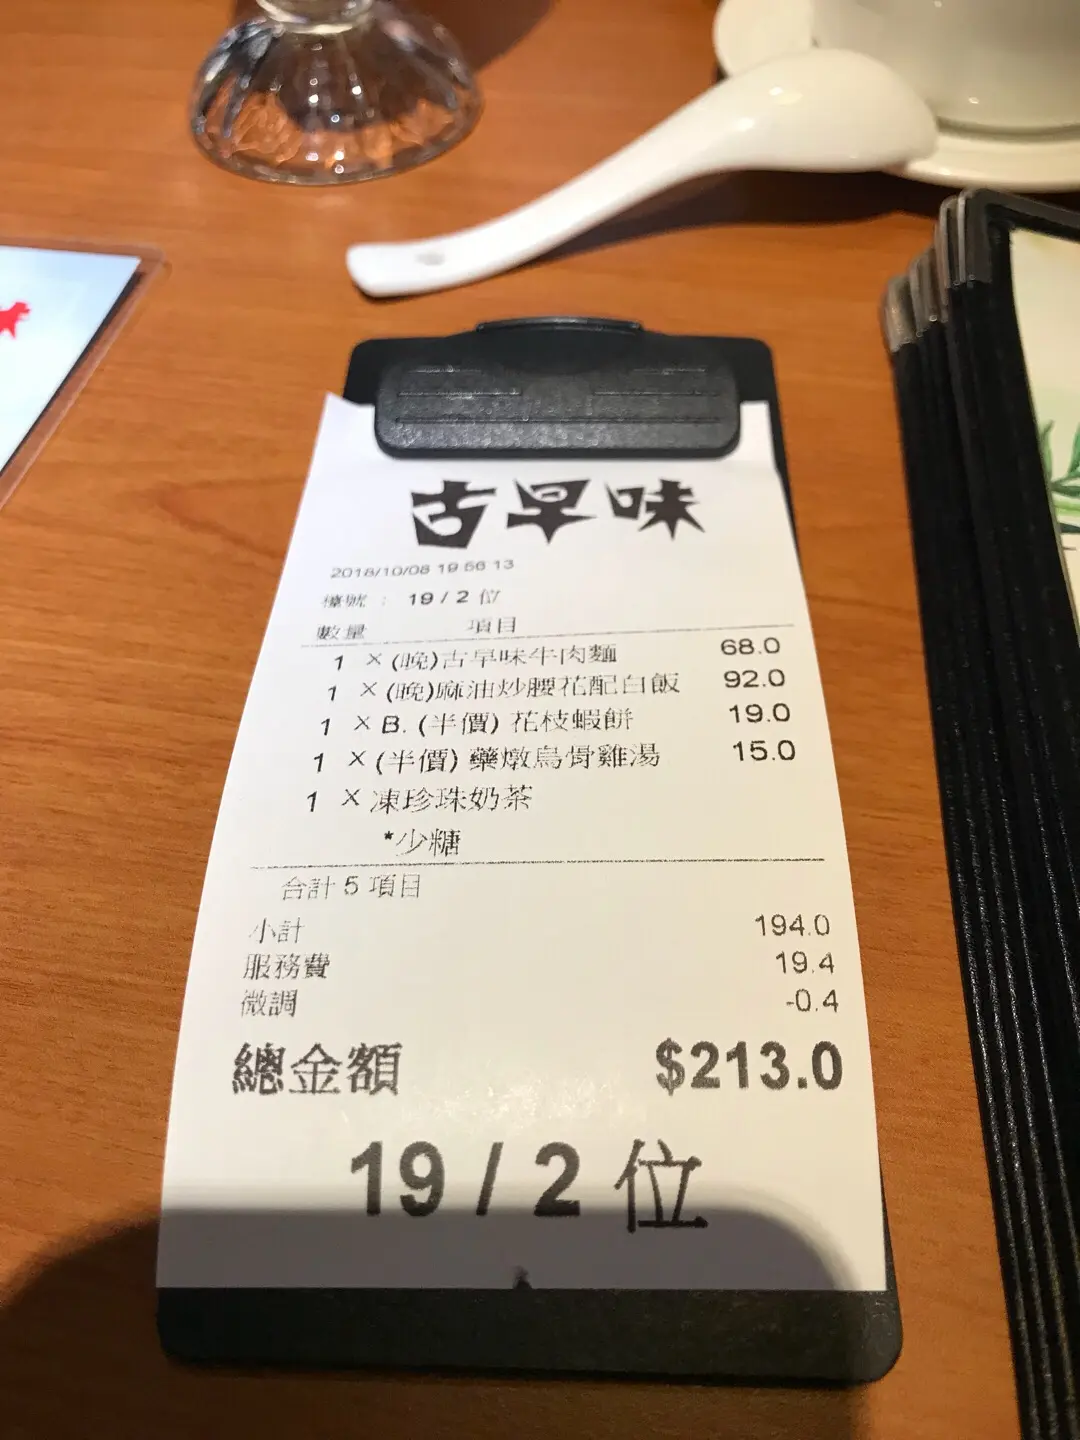 古早味
2018/10/08 19:56:13
檯號 : 19 / 2 位
數量 項目
1 × (晚)古早味牛肉麵 68.0
1 × (晚)麻油炒腰花配白飯 92.0
1 × B. (半價) 花枝蝦餅 19.0
1 × (半價) 藥燉烏骨雞湯 15.0
1 × 凍珍珠奶茶
*少糖
合計 5 項目
小計 194.0
服務費 19.4
微調 -0.4
總金額 $213.0
19 / 2 位